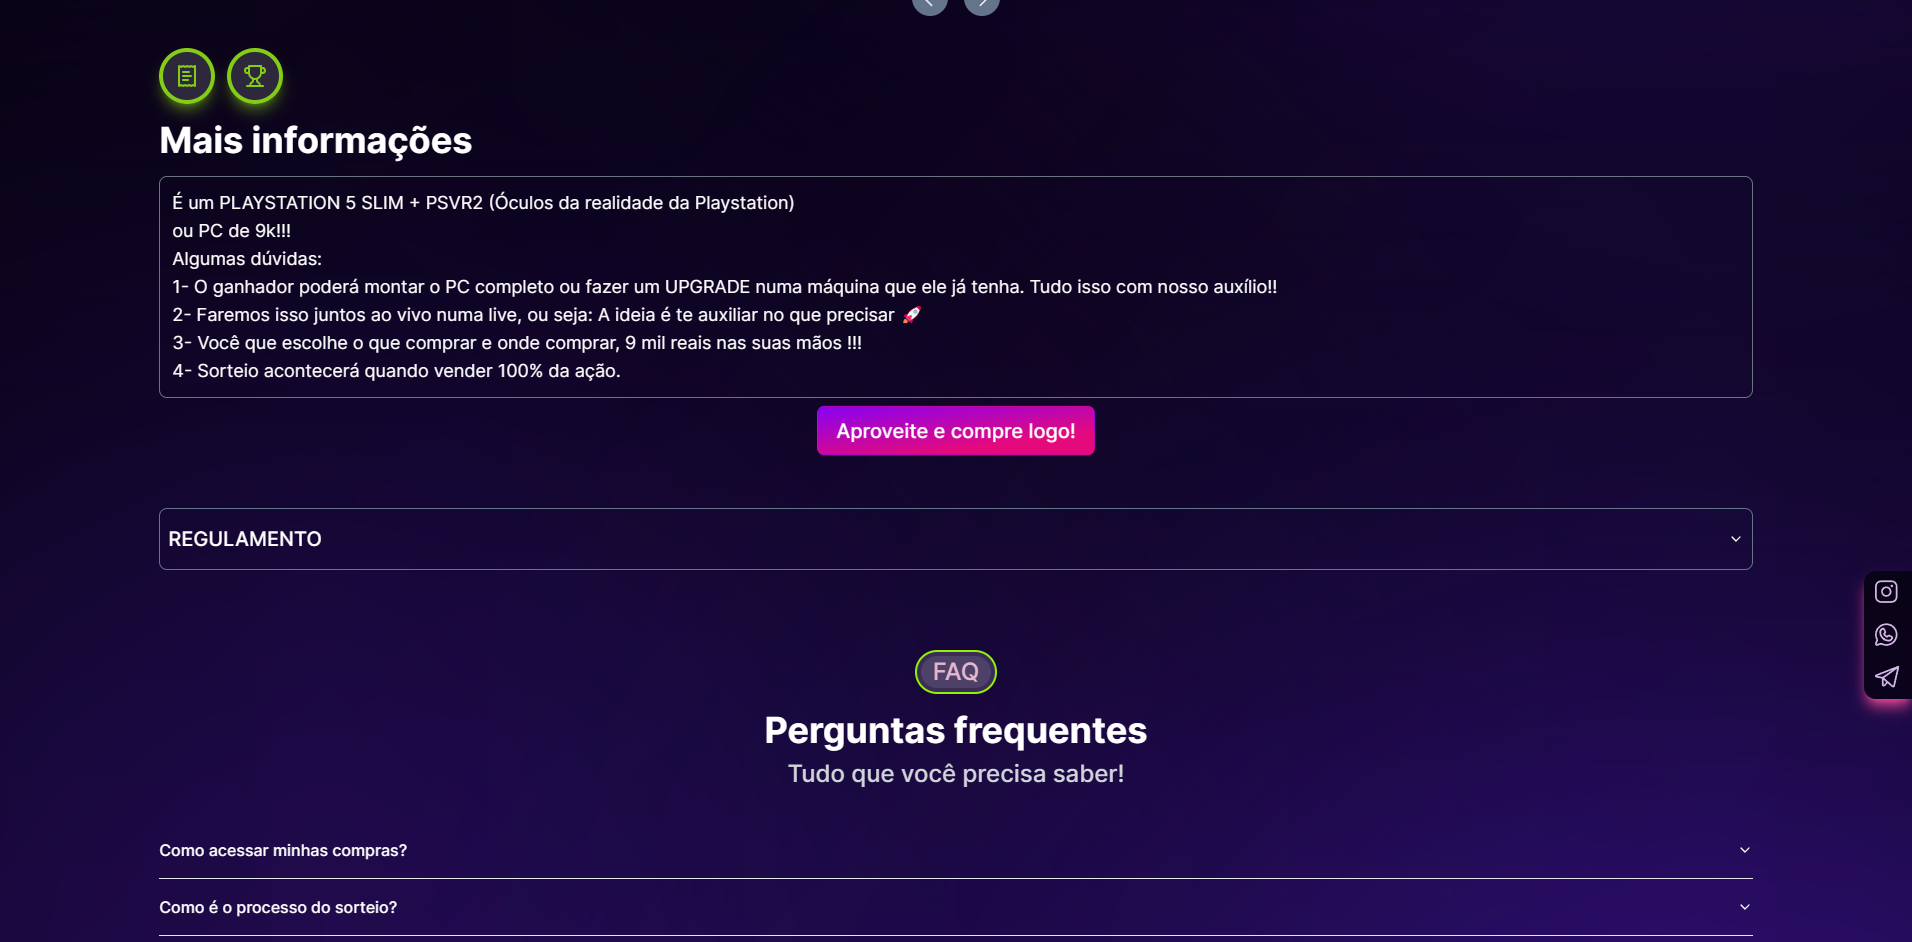 Mais informações
É um PLAYSTATION 5 SLIM + PSVR2 (Óculos da realidade da Playstation)
ou PC de 9k!!!
Algumas dúvidas:
1- O ganhador poderá montar o PC completo ou fazer um UPGRADE numa máquina que ele já tenha. Tudo isso com nosso auxílio!!
2- Faremos isso juntos ao vivo numa live, ou seja: A ideia é te auxiliar no que precisar 🚀
3- Você que escolhe o que comprar e onde comprar, 9 mil reais nas suas mãos !!!
4- Sorteio acontecerá quando vender 100% da ação.
Aproveite e compre logo!
REGULAMENTO
FAQ
Perguntas frequentes
Tudo que você precisa saber!
Como acessar minhas compras?
Como é o processo do sorteio?